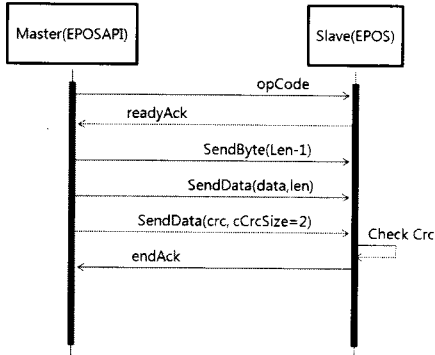 Master(EPOSAPI)
Slave(EPOS)
opCode
readyAck
SendByte(Len-1)
SendData(data,len)
SendData(crc, cCrcSize=2)
Check Crc
endAck